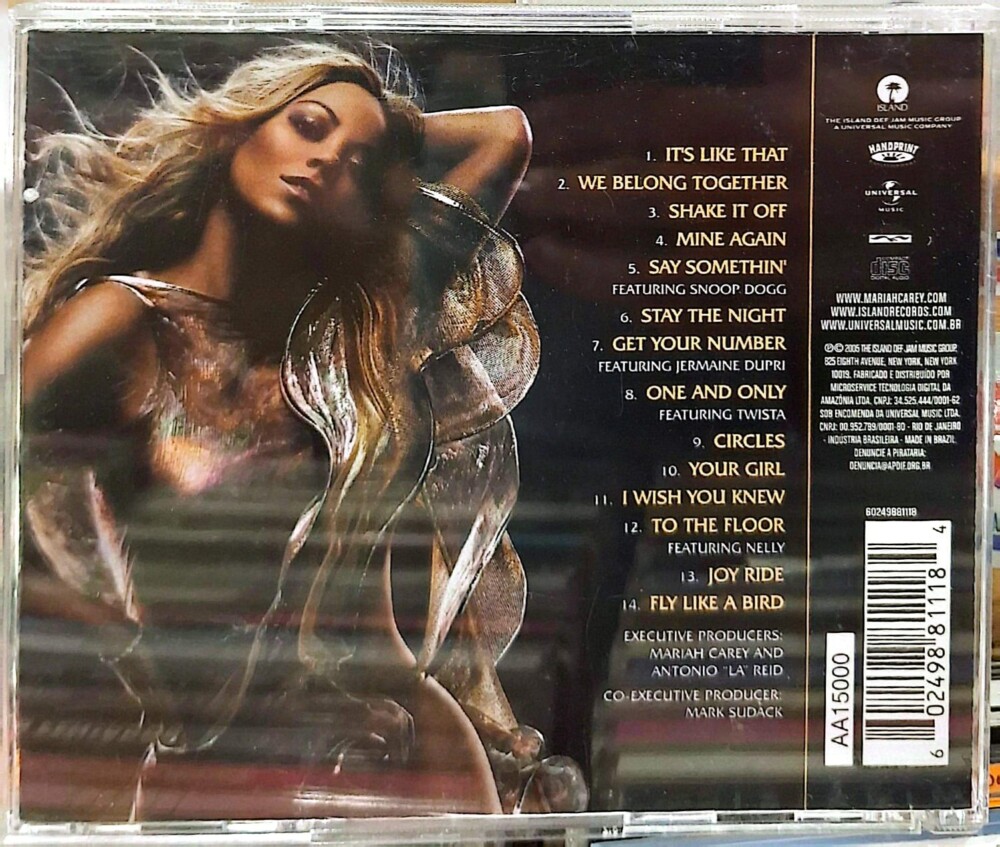 1. IT'S LIKE THAT
2. WE BELONG TOGETHER
3. SHAKE IT OFF
4. MINE AGAIN
5. SAY SOMETHIN'
FEATURING SNOOP DOGG
6. STAY THE NIGHT
7. GET YOUR NUMBER
FEATURING JERMAINE DUPRI
8. ONE AND ONLY
FEATURING TWISTA
9. CIRCLES
10. YOUR GIRL
11. I WISH YOU KNEW
12. TO THE FLOOR
FEATURING NELLY
13. JOY RIDE
14. FLY LIKE A BIRD
EXECUTIVE PRODUCERS:
MARIAH CAREY AND
ANTONIO "LA" REID
CO-EXECUTIVE PRODUCER:
MARK SUDACK
ISLAND
THE ISLAND DEF JAM MUSIC GROUP
A UNIVERSAL MUSIC COMPANY
HANDPRINT
UNIVERSAL
MUSIC
COMPACT
disc
DIGITAL AUDIO
WWW.MARIAHCAREY.COM
WWW.ISLANDRECORDS.COM
WWW.UNIVERSALMUSIC.COM.BR
℗© 2005 THE ISLAND DEF JAM MUSIC GROUP,
825 EIGHTH AVENUE, NEW YORK, NEW YORK
10019. FABRICADO E DISTRIBUÍDO POR
MICROSERVICE TECNOLOGIA DIGITAL DA
AMAZÔNIA LTDA. CNPJ: 34.525.444/0001-62
SOB ENCOMENDA DA UNIVERSAL MUSIC LTDA.
CNPJ: 00.952.789/0001-80 - RIO DE JANEIRO
- INDÚSTRIA BRASILEIRA - MADE IN BRAZIL.
DENUNCIE A PIRATARIA:
DENUNCIA@APDIF.ORG.BR
60249881118
6 02498 81118 4
AA15000